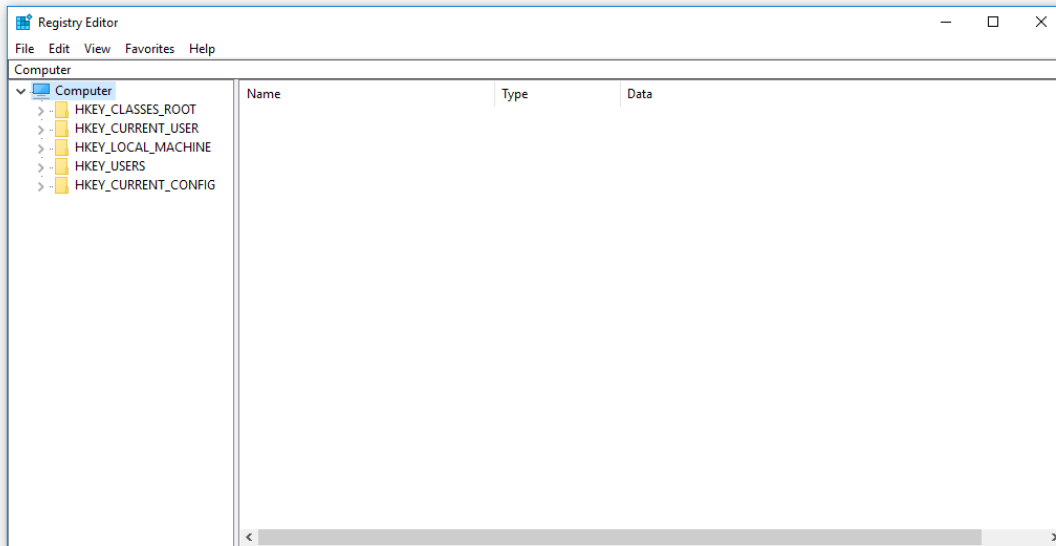 Registry Editor
File Edit View Favorites Help
Computer
Computer
HKEY_CLASSES_ROOT
HKEY_CURRENT_USER
HKEY_LOCAL_MACHINE
HKEY_USERS
HKEY_CURRENT_CONFIG
Name Type Data